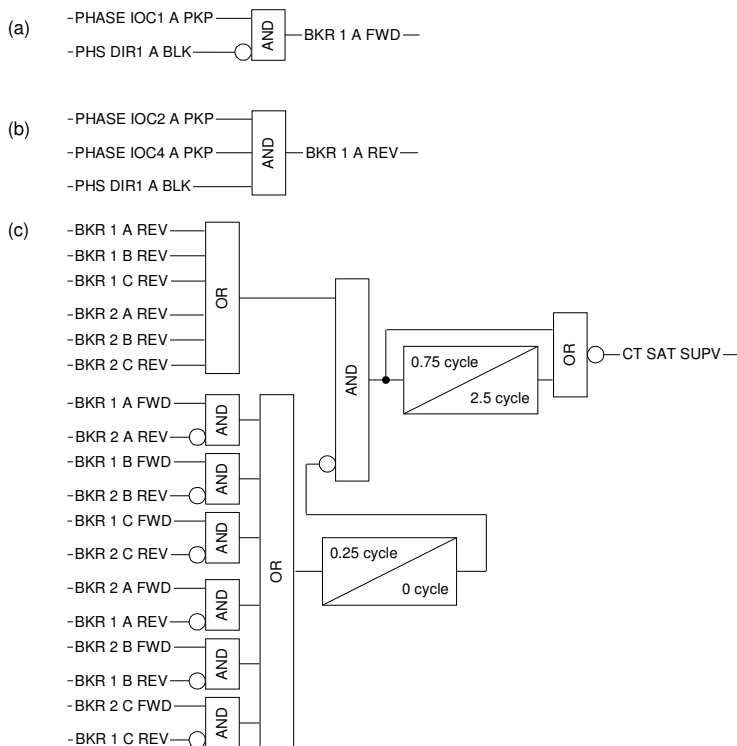 (a)
PHASE IOC1 A PKP
PHS DIR1 A BLK
AND
BKR 1 A FWD
(b)
PHASE IOC2 A PKP
PHASE IOC4 A PKP
PHS DIR1 A BLK
AND
BKR 1 A REV
(c)
BKR 1 A REV
BKR 1 B REV
BKR 1 C REV
BKR 2 A REV
BKR 2 B REV
BKR 2 C REV
OR
AND
0.75 cycle
2.5 cycle
OR
CT SAT SUPV
BKR 1 A FWD
BKR 2 A REV
AND
BKR 1 B FWD
BKR 2 B REV
AND
BKR 1 C FWD
BKR 2 C REV
AND
BKR 2 A FWD
BKR 1 A REV
AND
BKR 2 B FWD
BKR 1 B REV
AND
BKR 2 C FWD
BKR 1 C REV
AND
OR
0.25 cycle
0 cycle